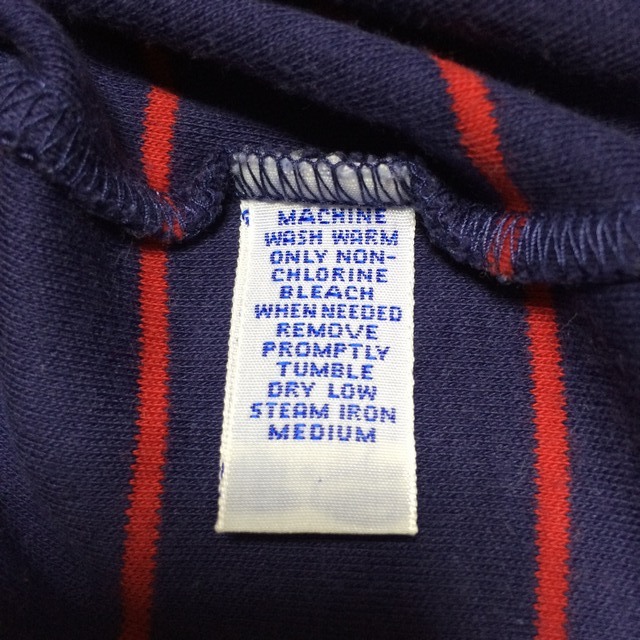 MACHINE
WASH WARM
ONLY NON-
CHLORINE
BLEACH
WHEN NEEDED
REMOVE
PROMPTLY
TUMBLE
DRY LOW
STEAM IRON
MEDIUM